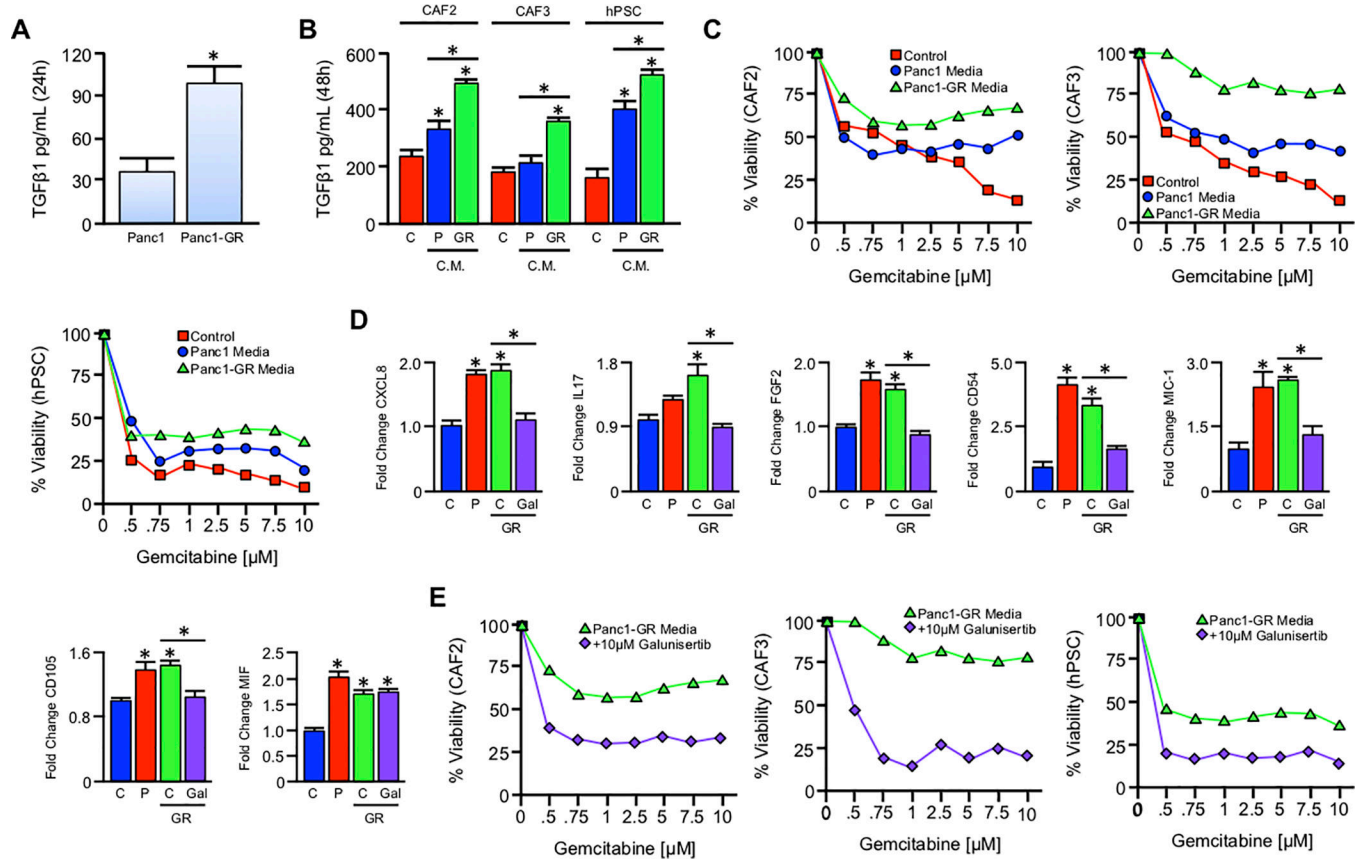 A
TGFβ1 pg/mL (24h)
120
90
60
30
0
*
Panc1
Panc1-GR
B
CAF2
CAF3
hPSC
TGFβ1 pg/mL (48h)
600
400
200
0
*
*
*
*
*
*
*
*
C P GR C P GR C P GR
C.M. C.M. C.M.
C
% Viability (CAF2)
100
75
50
25
0
Control
Panc1 Media
Panc1-GR Media
0 .5 .75 1 2.5 5 7.5 10
Gemcitabine [µM]
% Viability (CAF3)
100
75
50
25
0
Control
Panc1 Media
Panc1-GR Media
0 .5 .75 1 2.5 5 7.5 10
Gemcitabine [µM]
% Viability (hPSC)
100
75
50
25
0
Control
Panc1 Media
Panc1-GR Media
0 .5 .75 1 2.5 5 7.5 10
Gemcitabine [µM]
D
Fold Change CXCL8
2.0
1.0
0
*
* *
C P C Gal
GR
Fold Change IL17
1.8
0.9
0
*
*
C P C Gal
GR
Fold Change FGF2
2.0
1.0
0
*
* *
C P C Gal
GR
Fold Change CD54
5.0
2.5
0
*
* *
C P C Gal
GR
Fold Change MIC-1
3.0
1.5
0
*
* *
C P C Gal
GR
Fold Change CD105
1.6
0.8
0
*
* *
C P C Gal
GR
Fold Change MIF
2.5
2.0
1.5
1.0
0.5
0
* * *
C P C Gal
GR
E
% Viability (CAF2)
100
75
50
25
0
Panc1-GR Media
+10µM Galunisertib
0 .5 .75 1 2.5 5 7.5 10
Gemcitabine [µM]
% Viability (CAF3)
100
75
50
25
0
Panc1-GR Media
+10µM Galunisertib
0 .5 .75 1 2.5 5 7.5 10
Gemcitabine [µM]
% Viability (hPSC)
100
75
50
25
0
Panc1-GR Media
+10µM Galunisertib
0 .5 .75 1 2.5 5 7.5 10
Gemcitabine [µM]